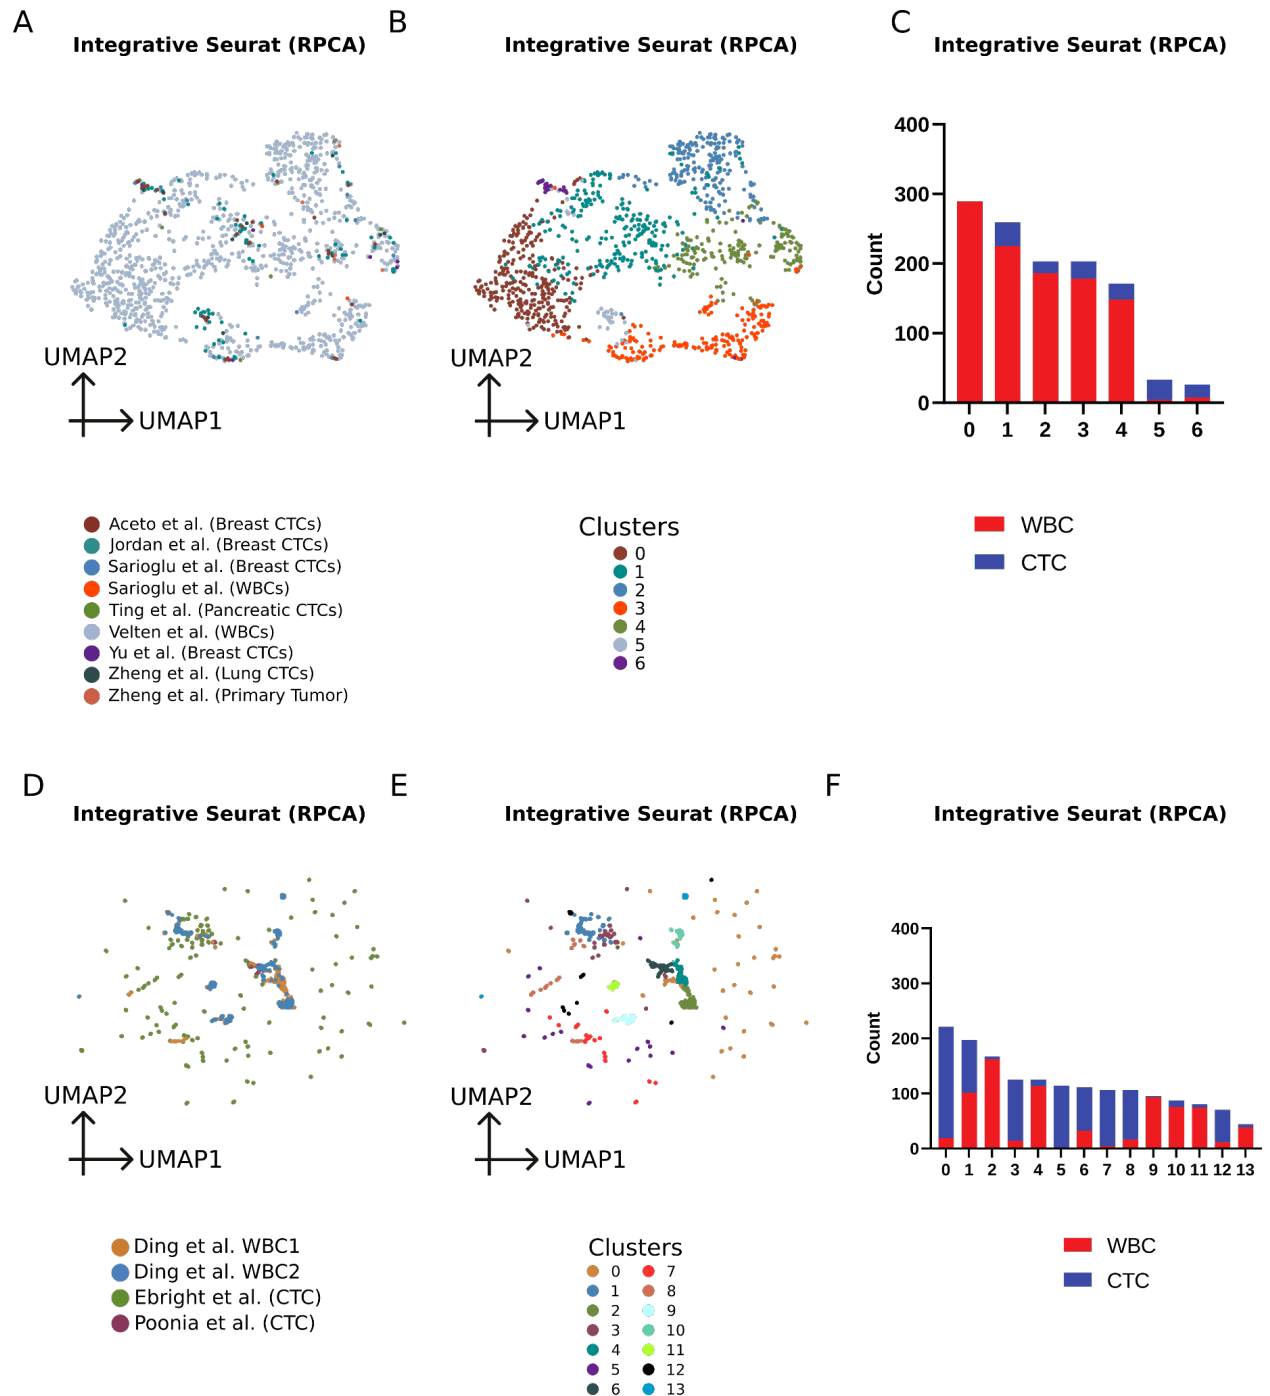 A
B
C
Integrative Seurat (RPCA)
Integrative Seurat (RPCA)
Integrative Seurat (RPCA)
UMAP2
UMAP1
UMAP2
UMAP1
Count
400
300
200
100
0
0 1 2 3 4 5 6
Aceto et al. (Breast CTCs)
Jordan et al. (Breast CTCs)
Sarioglu et al. (Breast CTCs)
Sarioglu et al. (WBCs)
Ting et al. (Pancreatic CTCs)
Velten et al. (WBCs)
Yu et al. (Breast CTCs)
Zheng et al. (Lung CTCs)
Zheng et al. (Primary Tumor)
Clusters
0
1
2
3
4
5
6
WBC
CTC
D
E
F
Integrative Seurat (RPCA)
Integrative Seurat (RPCA)
Integrative Seurat (RPCA)
UMAP2
UMAP1
UMAP2
UMAP1
Count
400
300
200
100
0
0 1 2 3 4 5 6 7 8 9 10 11 12 13
Ding et al. WBC1
Ding et al. WBC2
Ebright et al. (CTC)
Poonia et al. (CTC)
Clusters
0 7
1 8
2 9
3 10
4 11
5 12
6 13
WBC
CTC